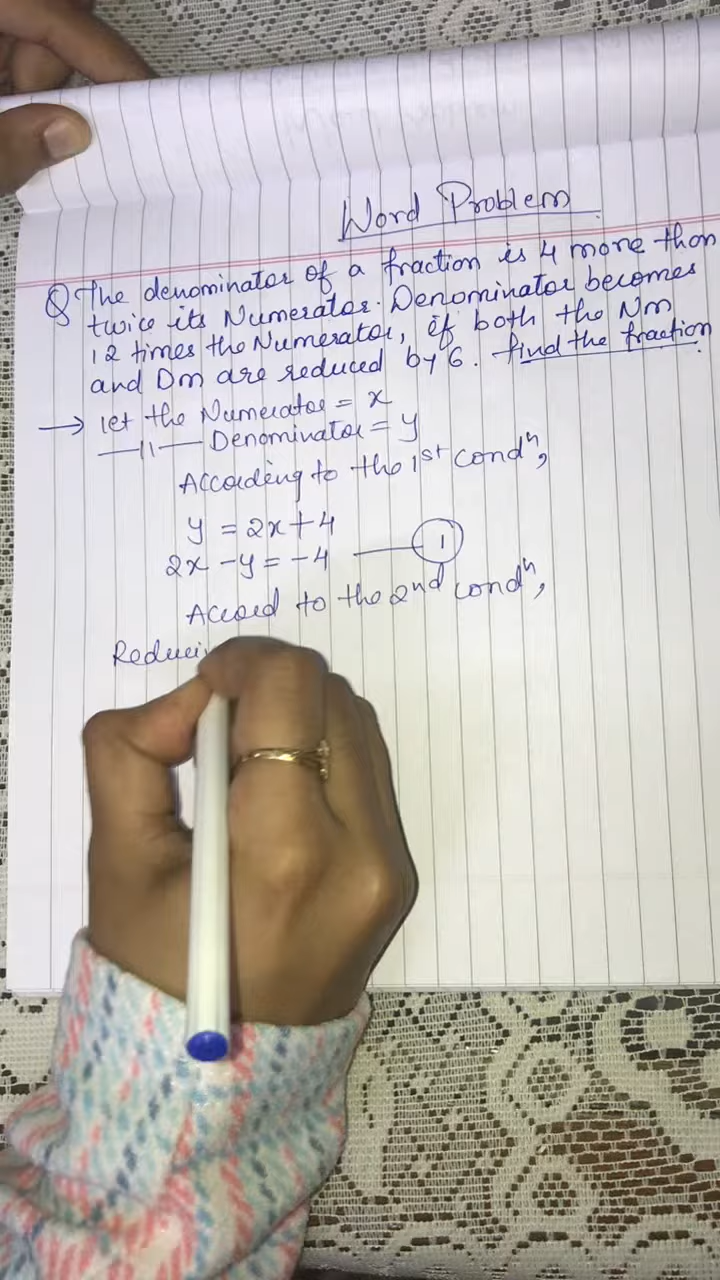 Word Problem
Q The denominator of a fraction is 4 more than
twice its Numerator. Denominator becomes
12 times the Numerator, if both the Nm
and Dm are reduced by 6. find the fraction.
→ let the Numerator = x
—11— Denominator = y
According to the 1st condⁿ,
y = 2x+4
2x - y = -4 — 1
Accord to the 2nd condⁿ,
Reduci